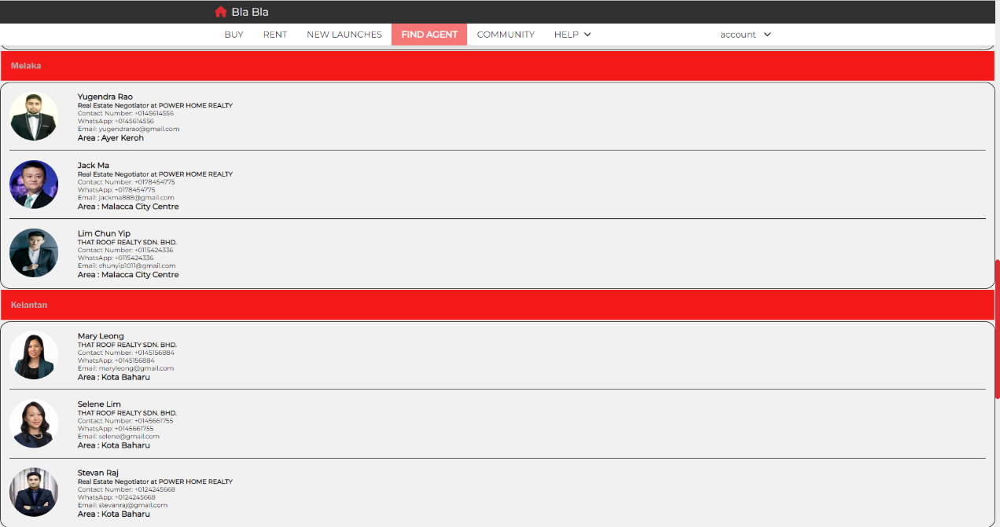 Bla Bla
BUY RENT NEW LAUNCHES FIND AGENT COMMUNITY HELP account
Melaka
Yugendra Rao
Real Estate Negotiator at POWER HOME REALTY
Contact Number: +0145614556
WhatsApp: +0145614556
Email: yugendrarao@gmail.com
Area : Ayer Keroh
Jack Ma
Real Estate Negotiator at POWER HOME REALTY
Contact Number: +0178454775
WhatsApp: +0178454775
Email: jackma888@gmail.com
Area : Malacca City Centre
Lim Chun Yip
THAT ROOF REALTY SDN. BHD.
Contact Number: +0115424336
WhatsApp: +0115424336
Email: chunyip1011@gmail.com
Area : Malacca City Centre
Kelantan
Mary Leong
THAT ROOF REALTY SDN. BHD.
Contact Number: +0145156884
WhatsApp: +0145156884
Email: maryleong@gmail.com
Area : Kota Baharu
Selene Lim
THAT ROOF REALTY SDN. BHD.
Contact Number: +0145661755
WhatsApp: +0145661755
Email: selene@gmail.com
Area : Kota Baharu
Stevan Raj
Real Estate Negotiator at POWER HOME REALTY
Contact Number: +0124245668
WhatsApp: +0124245668
Email: stevanraj@gmail.com
Area : Kota Baharu